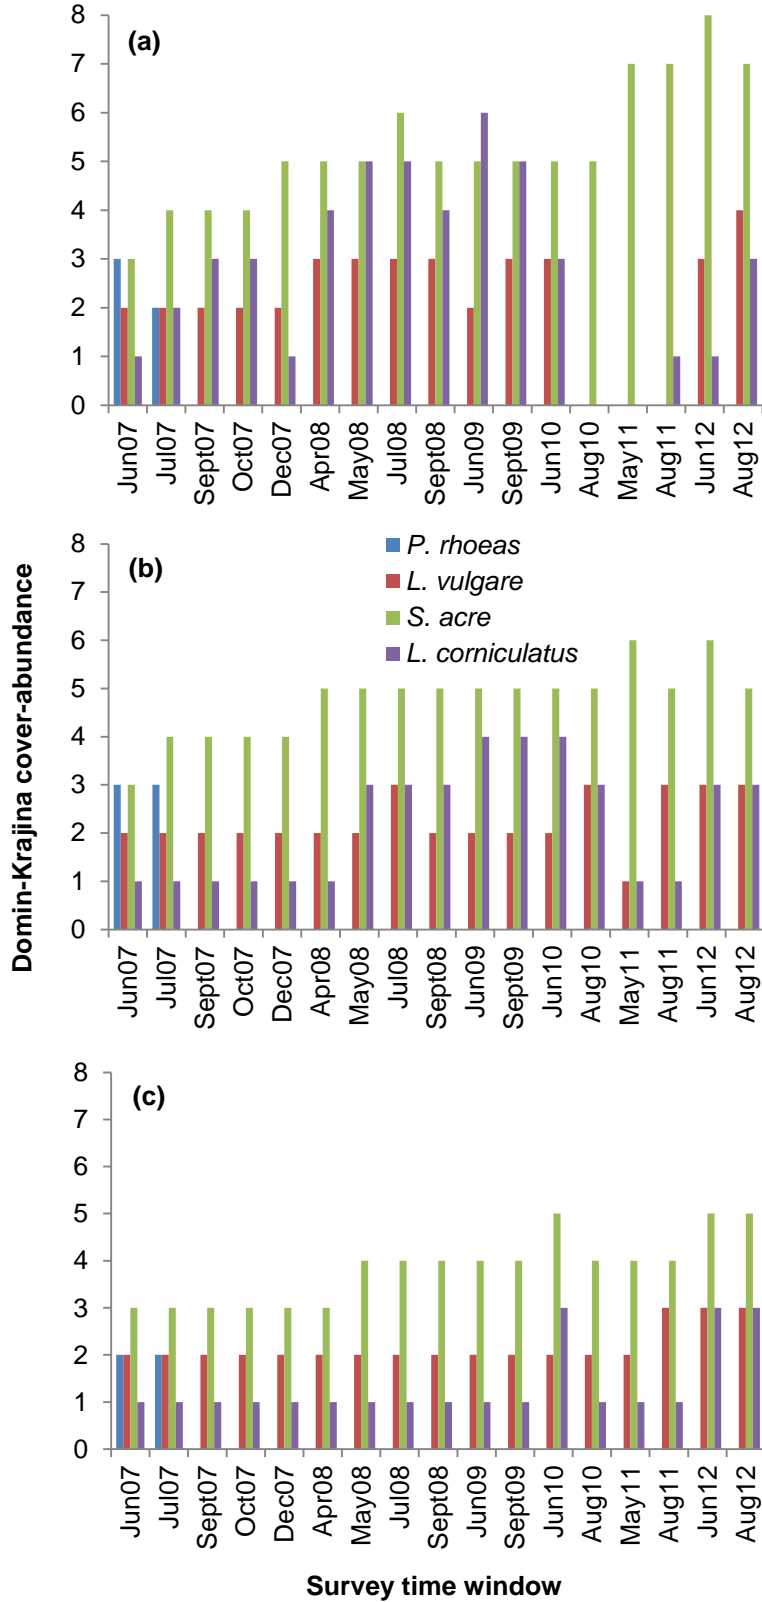 (a)
8
7
6
5
4
3
2
1
0
Jun07
Jul07
Sept07
Oct07
Dec07
Apr08
May08
Jul08
Sept08
Jun09
Sept09
Jun10
Aug10
May11
Aug11
Jun12
Aug12
Domin-Krajina cover-abundance
(b)
8
7
6
5
4
3
2
1
0
P. rhoeas
L. vulgare
S. acre
L. corniculatus
Jun07
Jul07
Sept07
Oct07
Dec07
Apr08
May08
Jul08
Sept08
Jun09
Sept09
Jun10
Aug10
May11
Aug11
Jun12
Aug12
(c)
8
7
6
5
4
3
2
1
0
Jun07
Jul07
Sept07
Oct07
Dec07
Apr08
May08
Jul08
Sept08
Jun09
Sept09
Jun10
Aug10
May11
Aug11
Jun12
Aug12
Survey time window